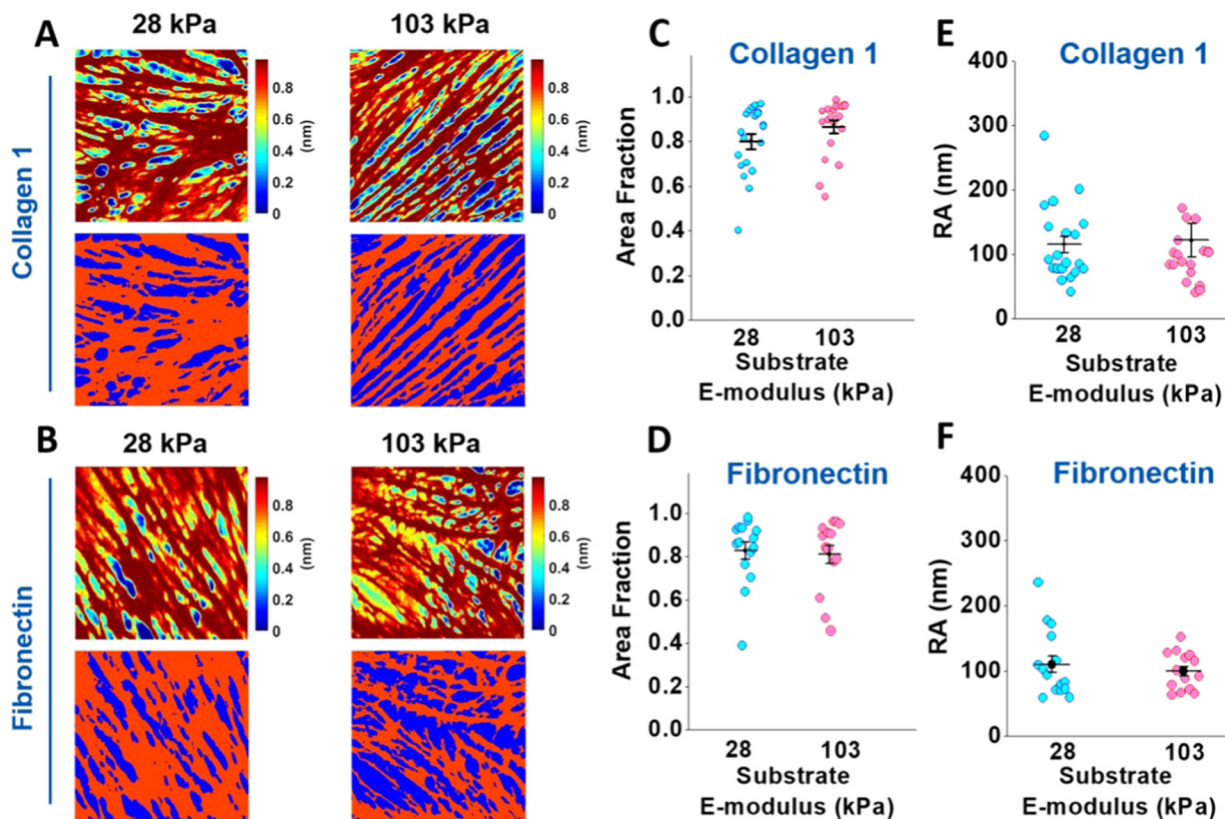 A
28 kPa
103 kPa
Collagen 1
0.8
0.6
0.4
0.2
0
(nm)
0.8
0.6
0.4
0.2
0
(nm)
B
28 kPa
103 kPa
Fibronectin
0.8
0.6
0.4
0.2
0
(nm)
0.8
0.6
0.4
0.2
0
(nm)
C
Collagen 1
Area Fraction
1.0
0.8
0.6
0.4
0.2
0.0
28
103
Substrate
E-modulus (kPa)
D
Fibronectin
Area Fraction
1.0
0.8
0.6
0.4
0.2
0.0
28
103
Substrate
E-modulus (kPa)
E
Collagen 1
RA (nm)
400
300
200
100
0
28
103
Substrate
E-modulus (kPa)
F
Fibronectin
RA (nm)
400
300
200
100
0
28
103
Substrate
E-modulus (kPa)